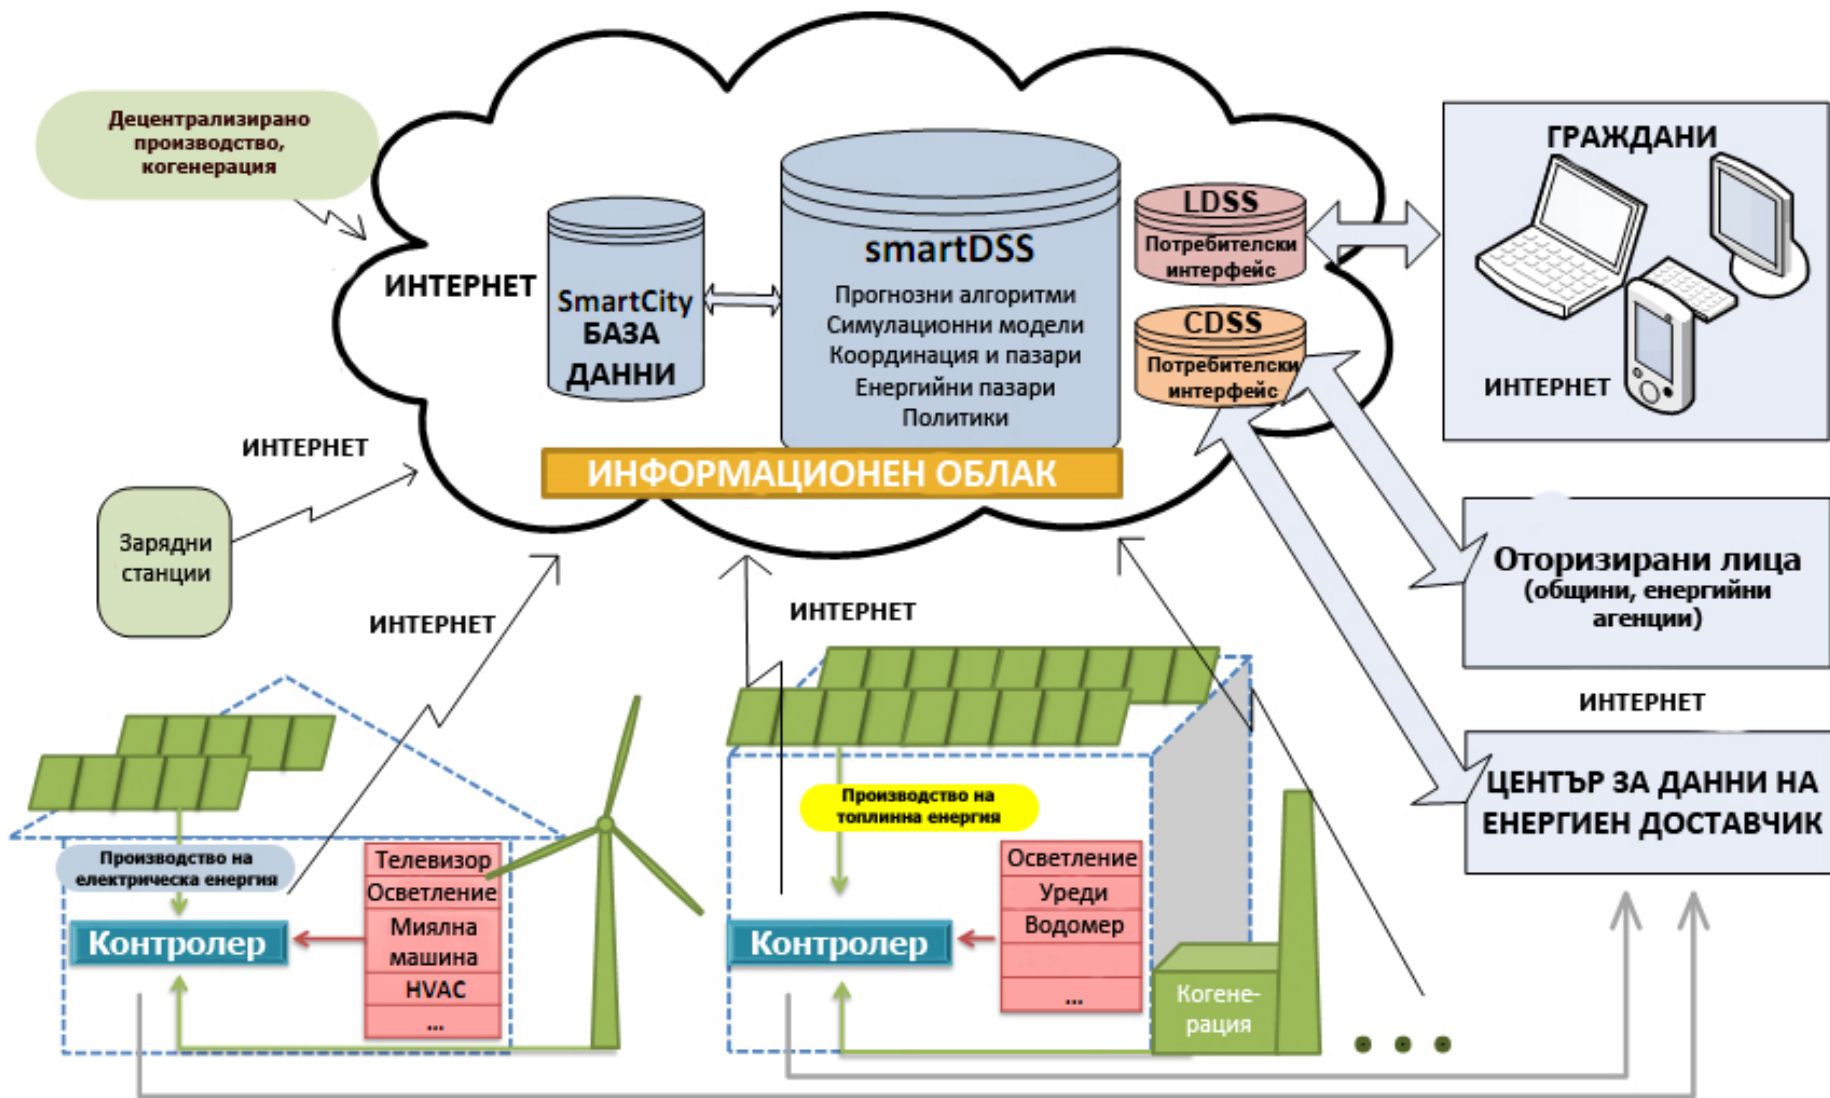 Децентрализирано
производство,
когенерация
ИНТЕРНЕТ
SmartCity
БАЗА
ДАННИ
smartDSS
Прогнозни алгоритми
Симулационни модели
Координация и пазари
Енергийни пазари
Политики
LDSS
Потребителски
интерфейс
CDSS
Потребителски
интерфейс
ИНФОРМАЦИОНЕН ОБЛАК
ГРАЖДАНИ
ИНТЕРНЕТ
ИНТЕРНЕТ
Зарядни
станции
ИНТЕРНЕТ
ИНТЕРНЕТ
Оторизирани лица
(общини, енергийни
агенции)
ИНТЕРНЕТ
ЦЕНТЪР ЗА ДАННИ НА
ЕНЕРГИЕН ДОСТАВЧИК
Производство на
електрическа енергия
Контролер
Телевизор
Осветление
Миялна
машина
HVAC
...
Производство на
топлинна енергия
Контролер
Осветление
Уреди
Водомер
...
Когене-
рация